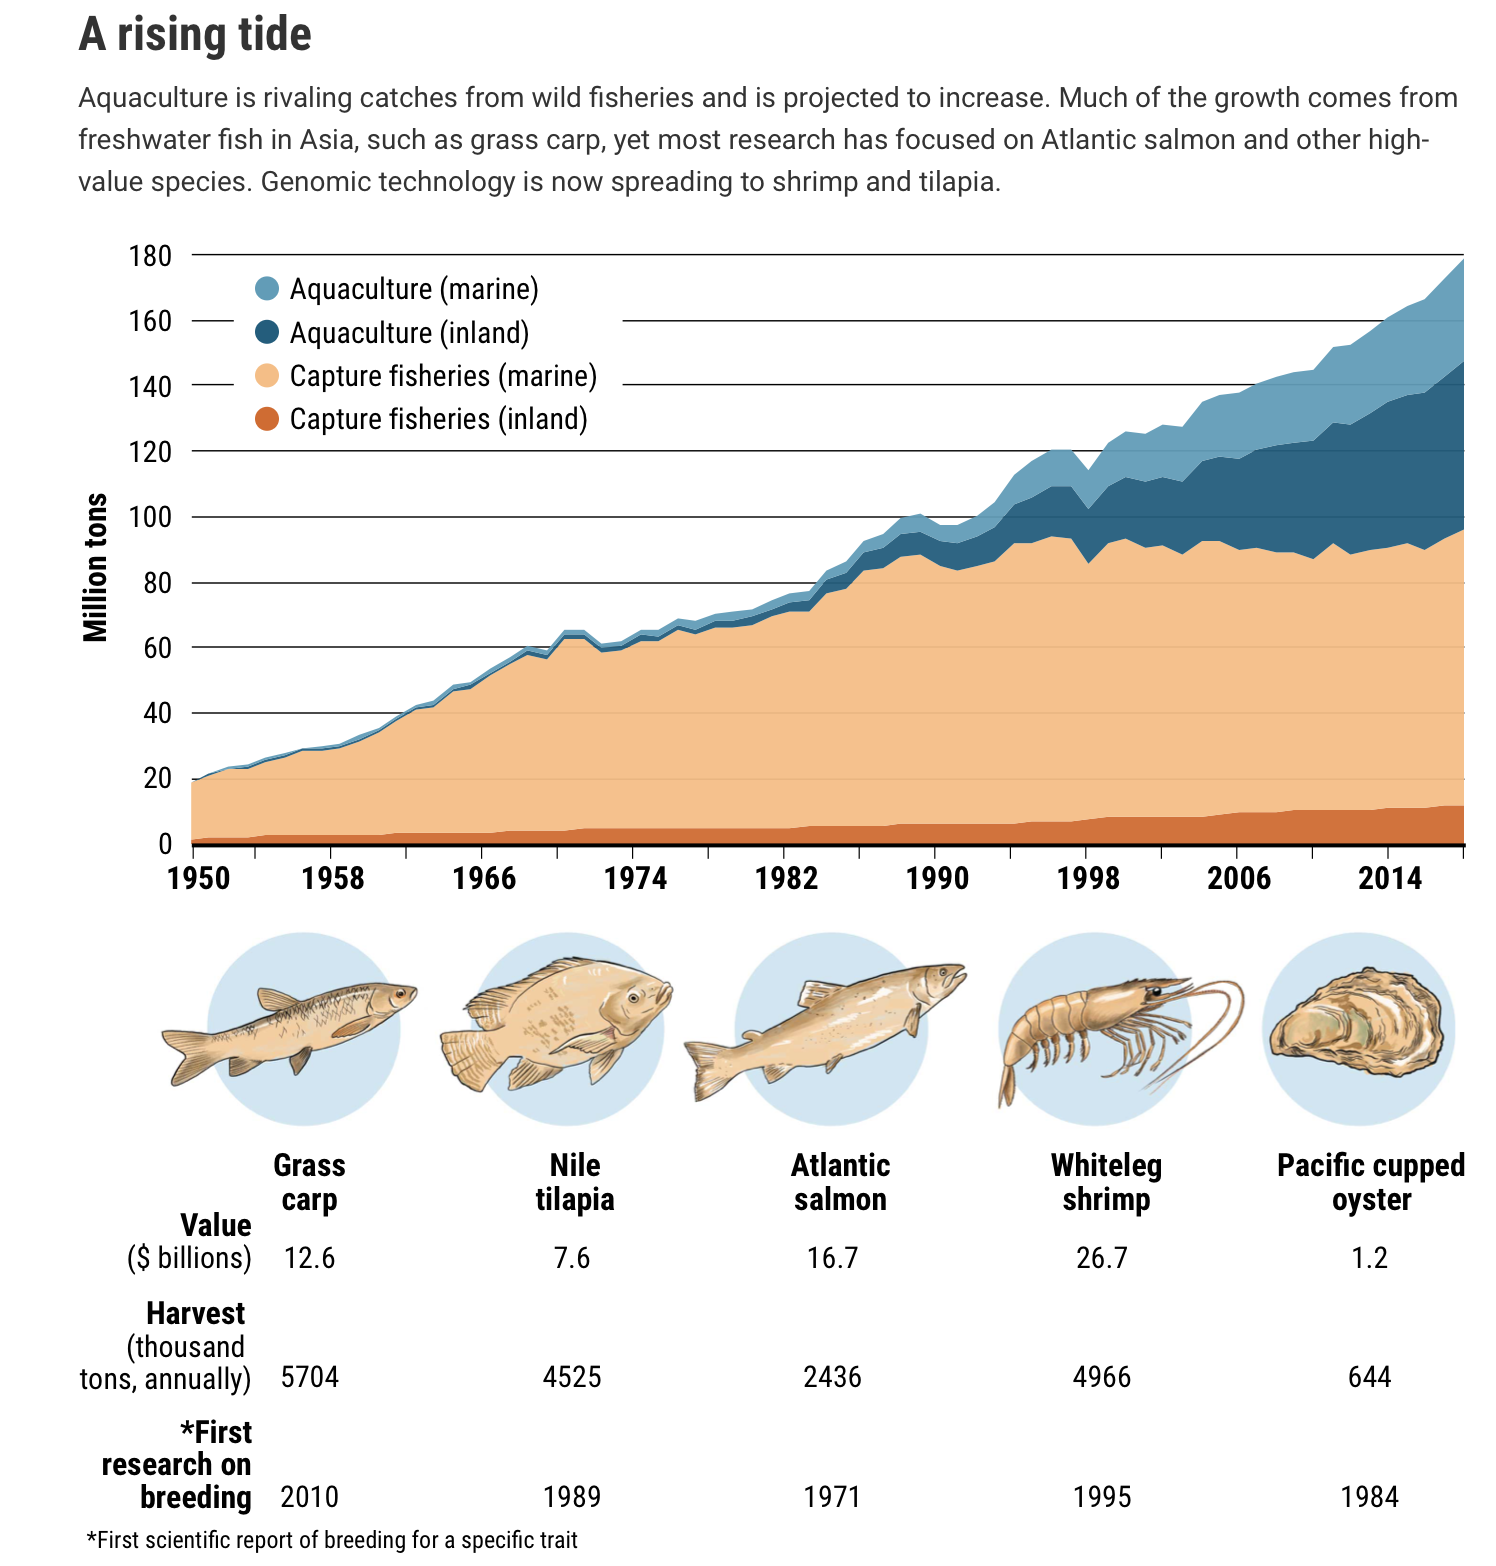 A rising tide
Aquaculture is rivaling catches from wild fisheries and is projected to increase. Much of the growth comes from
freshwater fish in Asia, such as grass carp, yet most research has focused on Atlantic salmon and other high-
value species. Genomic technology is now spreading to shrimp and tilapia.
180
160
140
120
100
80
60
40
20
0
Million tons
Aquaculture (marine)
Aquaculture (inland)
Capture fisheries (marine)
Capture fisheries (inland)
1950 1958 1966 1974 1982 1990 1998 2006 2014
Grass
carp
Nile
tilapia
Atlantic
salmon
Whiteleg
shrimp
Pacific cupped
oyster
Value
($ billions) 12.6 7.6 16.7 26.7 1.2
Harvest
(thousand
tons, annually) 5704 4525 2436 4966 644
*First
research on
breeding 2010 1989 1971 1995 1984
*First scientific report of breeding for a specific trait